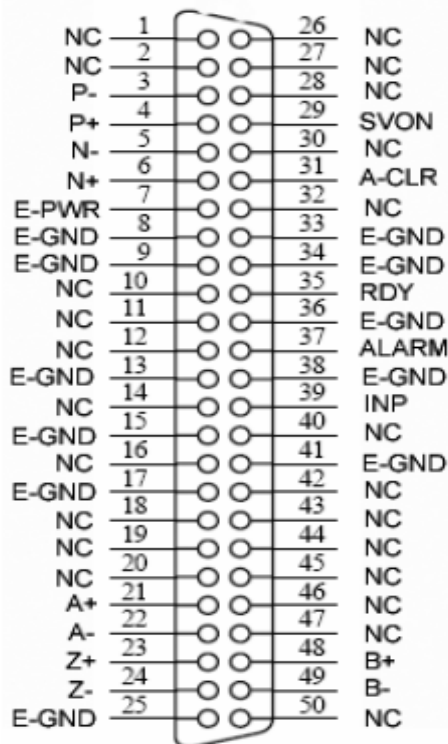 NC 1 26 NC
NC 2 27 NC
P- 3 28 NC
P+ 4 29 SVON
N- 5 30 NC
N+ 6 31 A-CLR
E-PWR 7 32 NC
E-GND 8 33 E-GND
E-GND 9 34 E-GND
NC 10 35 RDY
NC 11 36 E-GND
NC 12 37 ALARM
E-GND 13 38 E-GND
NC 14 39 INP
E-GND 15 40 NC
NC 16 41 E-GND
E-GND 17 42 NC
NC 18 43 NC
NC 19 44 NC
NC 20 45 NC
A+ 21 46 NC
A- 22 47 NC
Z+ 23 48 B+
Z- 24 49 B-
E-GND 25 50 NC